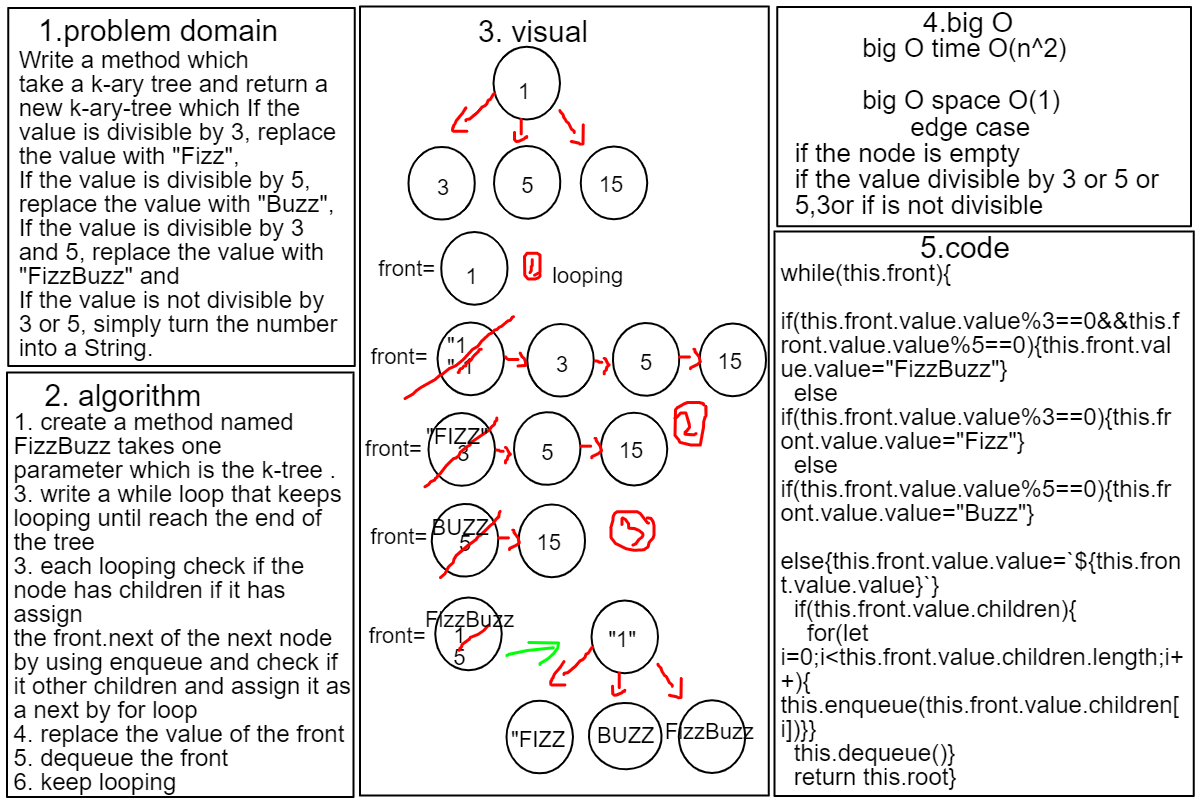 1.problem domain
Write a method which
take a k-ary tree and return a
new k-ary-tree which If the
value is divisible by 3, replace
the value with "Fizz",
If the value is divisible by 5,
replace the value with "Buzz",
If the value is divisible by 3
and 5, replace the value with
"FizzBuzz" and
If the value is not divisible by
3 or 5, simply turn the number
into a String.
2. algorithm
1. create a method named
FizzBuzz takes one
parameter which is the k-tree .
3. write a while loop that keeps
looping until reach the end of
the tree
3. each looping check if the
node has children if it has
assign
the front.next of the next node
by using enqueue and check if
it other children and assign it as
a next by for loop
4. replace the value of the front
5. dequeue the front
6. keep looping
3. visual
1
3 5 15
front= 1 1. looping
front= "1 " 1 3 5 15
front= "FIZZ" 3 5 15
2
front= BUZZ 5 15
3
front= FizzBuzz 1 5
"1"
"FIZZ BUZZ FizzBuzz
4.big O
big O time O(n^2)
big O space O(1)
edge case
if the node is empty
if the value divisible by 3 or 5 or
5,3or if is not divisible
5.code
while(this.front){
if(this.front.value.value%3==0&&this.f
ront.value.value%5==0){this.front.val
ue.value="FizzBuzz"}
else
if(this.front.value.value%3==0){this.fr
ont.value.value="Fizz"}
else
if(this.front.value.value%5==0){this.fr
ont.value.value="Buzz"}
else{this.front.value.value=`${this.fron
t.value.value}`}
if(this.front.value.children){
for(let
i=0;i<this.front.value.children.length;i+
+){
this.enqueue(this.front.value.children[
i])}}
this.dequeue()}
return this.root}